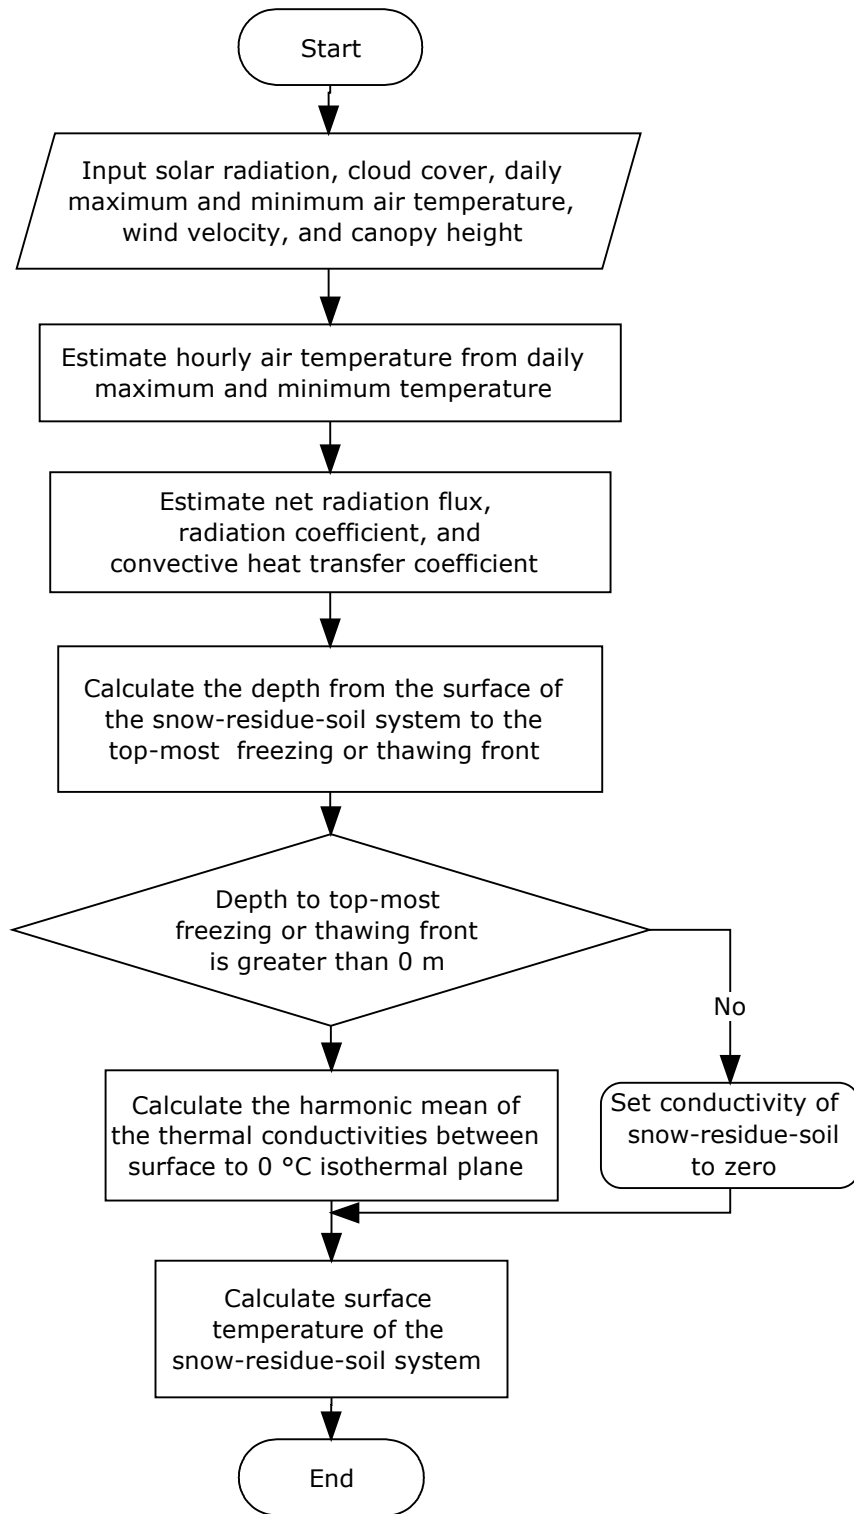 Start
Input solar radiation, cloud cover, daily
maximum and minimum air temperature,
wind velocity, and canopy height
Estimate hourly air temperature from daily
maximum and minimum temperature
Estimate net radiation flux,
radiation coefficient, and
convective heat transfer coefficient
Calculate the depth from the surface of
the snow-residue-soil system to the
top-most freezing or thawing front
Depth to top-most
freezing or thawing front
is greater than 0 m
No
Calculate the harmonic mean of
the thermal conductivities between
surface to 0 °C isothermal plane
Set conductivity of
snow-residue-soil
to zero
Calculate surface
temperature of the
snow-residue-soil system
End